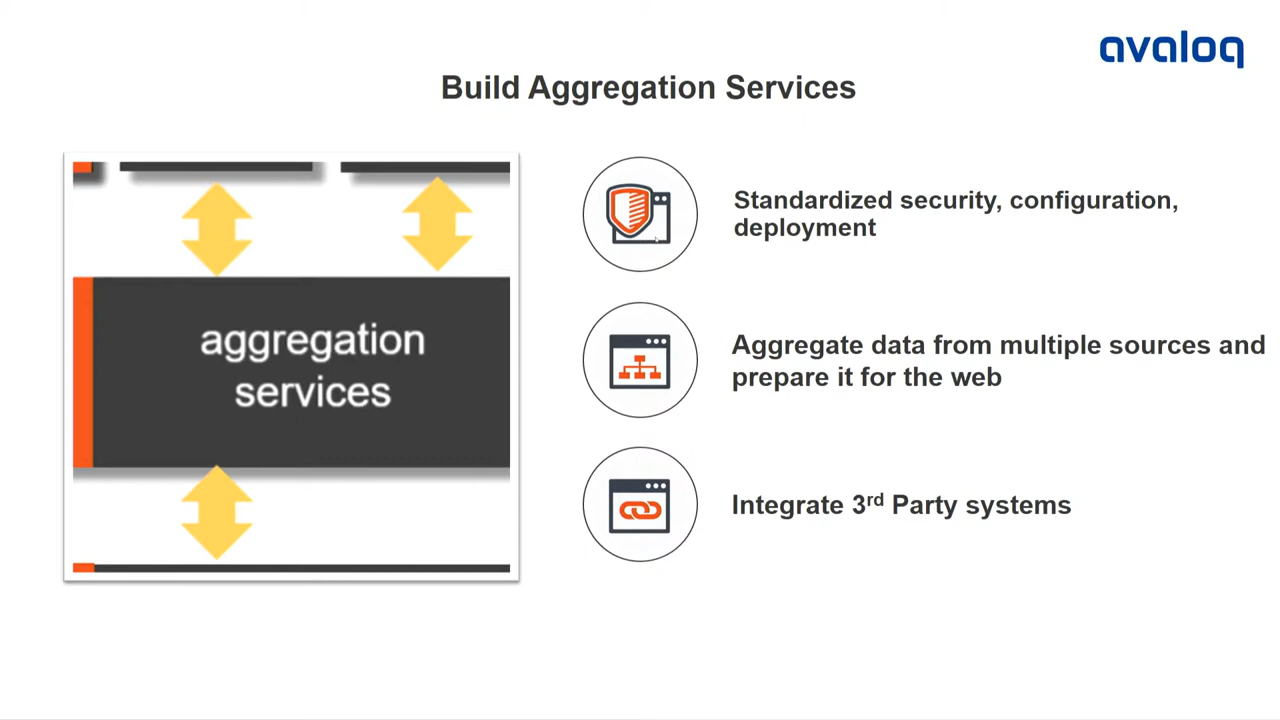 avaloq
Build Aggregation Services
aggregation
services
Standardized security, configuration,
deployment
Aggregate data from multiple sources and
prepare it for the web
Integrate 3rd Party systems